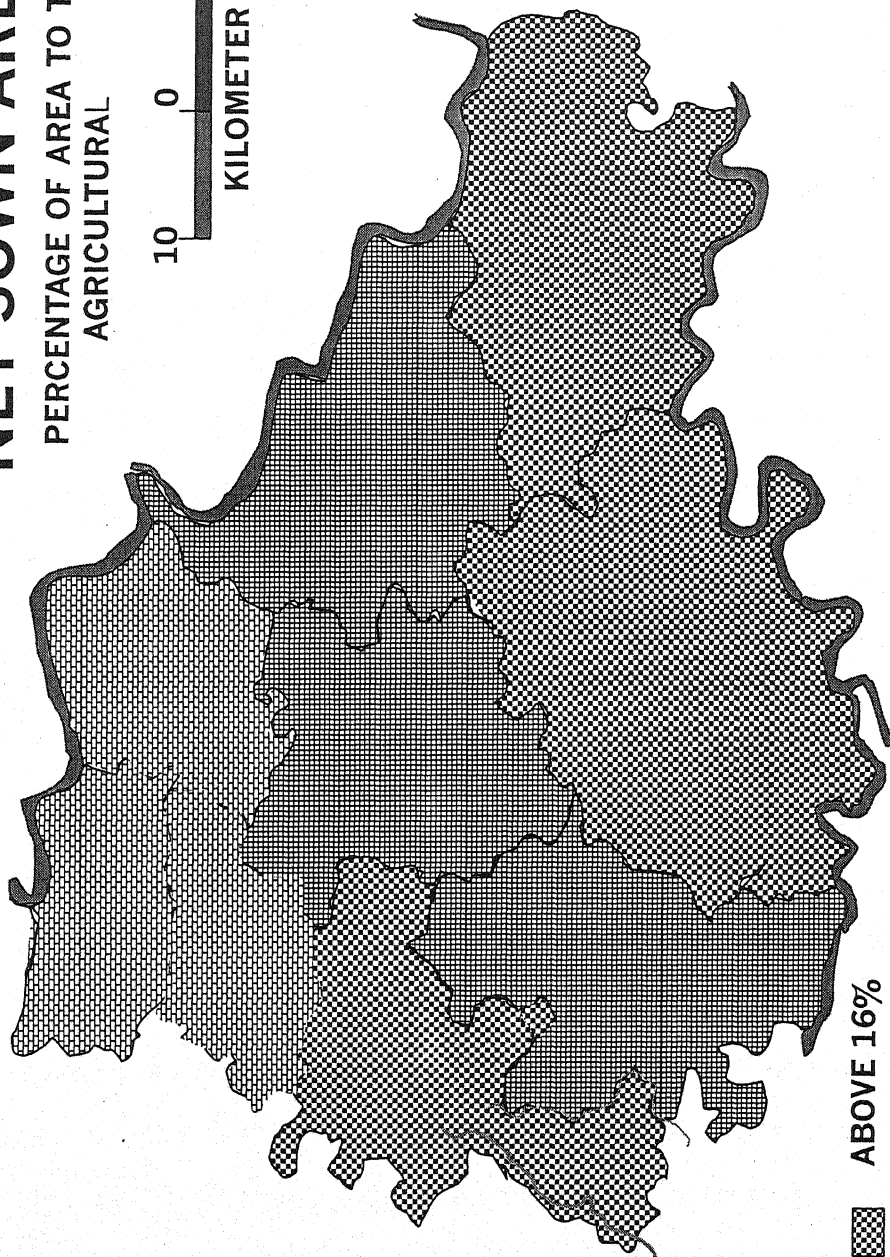 PERCENTAGE OF AREA TO T
AGRICULTURAL
10 0
KILOMETER
ABOVE 16%